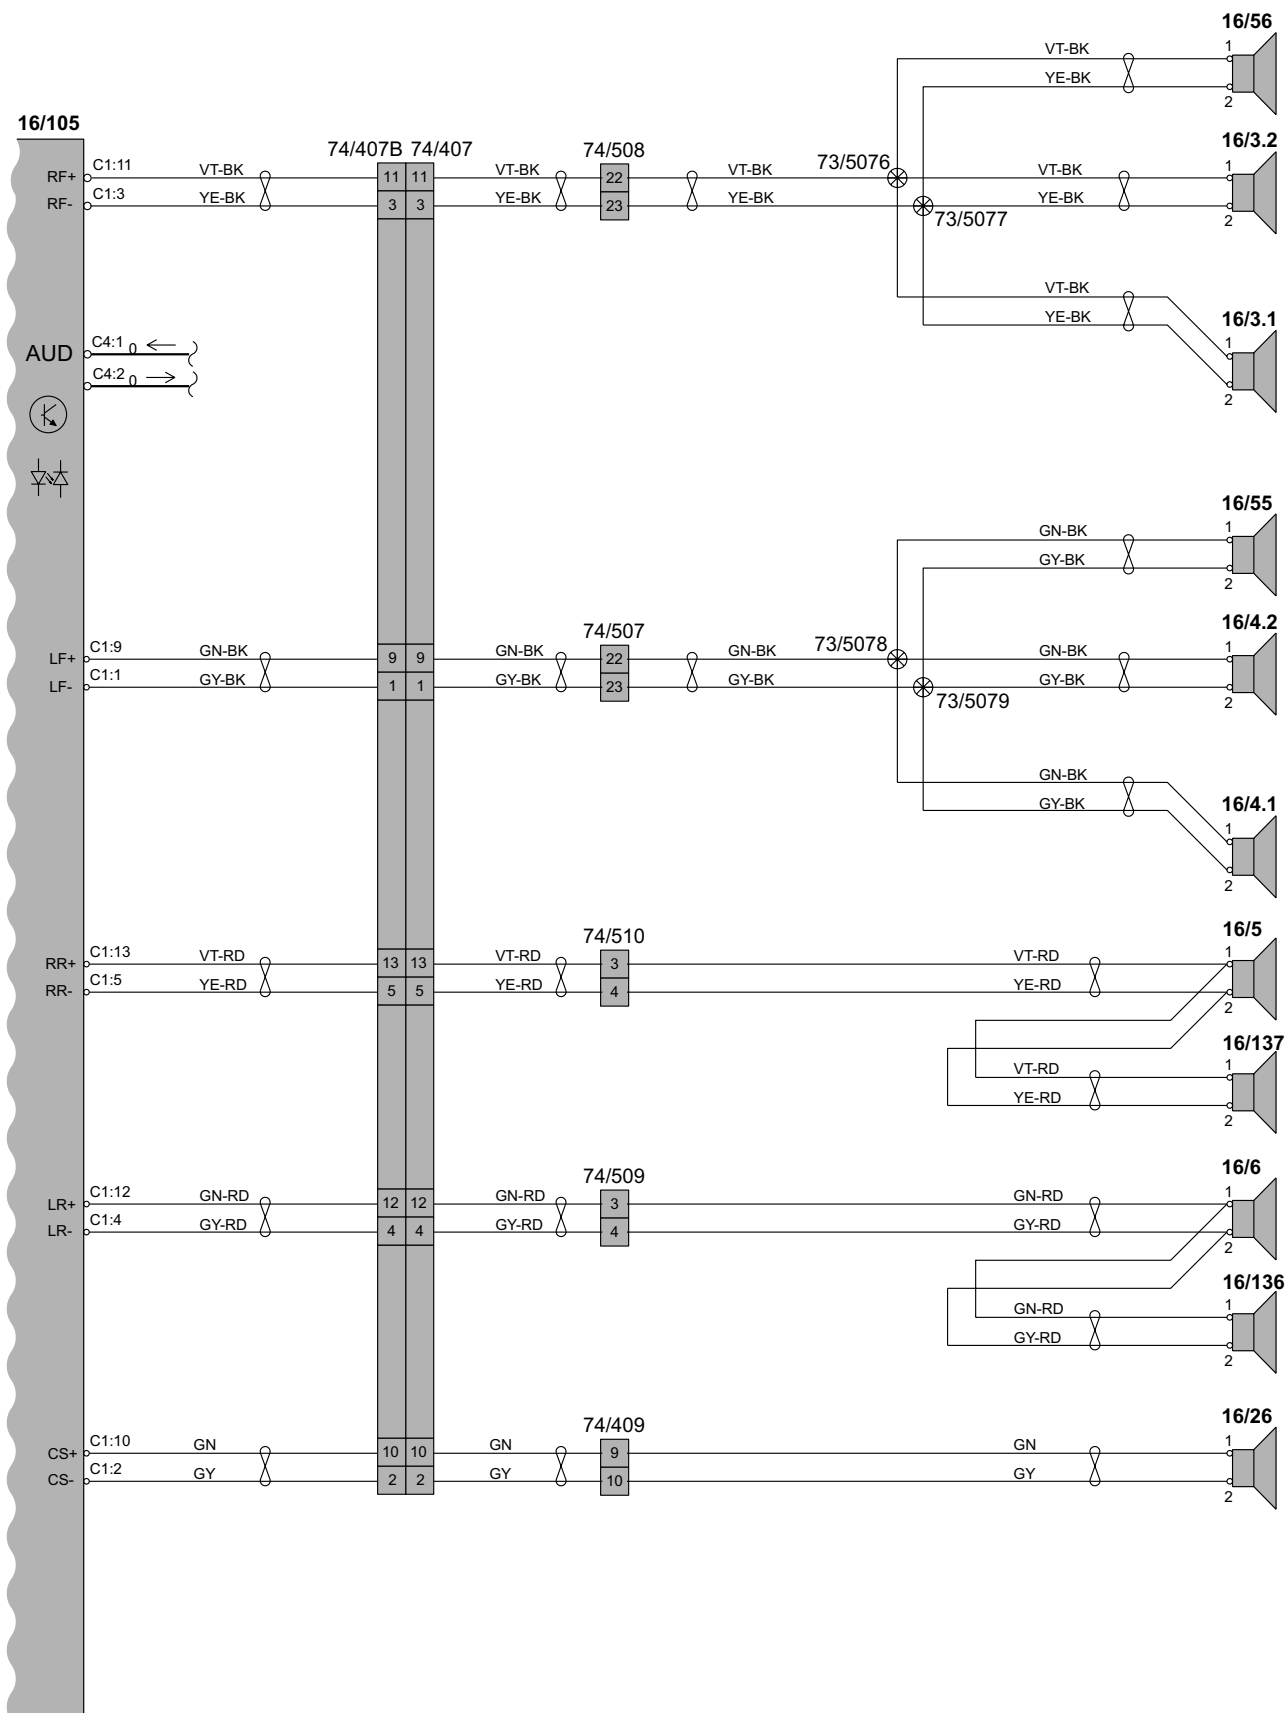 16/56
1
VT-BK
YE-BK
2
16/105
74/407B 74/407
74/508
73/5076
16/3.2
RF+ C1:11 VT-BK 11 11 VT-BK 22 VT-BK VT-BK 1
RF- C1:3 YE-BK 3 3 YE-BK 23 YE-BK YE-BK 2
73/5077
VT-BK
YE-BK
16/3.1
1
2
AUD
C4:1 0
C4:2 0
16/55
GN-BK 1
GY-BK 2
74/507
73/5078
16/4.2
LF+ C1:9 GN-BK 9 9 GN-BK 22 GN-BK GN-BK 1
LF- C1:1 GY-BK 1 1 GY-BK 23 GY-BK GY-BK 2
73/5079
GN-BK
GY-BK
16/4.1
1
2
74/510
16/5
RR+ C1:13 VT-RD 13 13 VT-RD 3 VT-RD 1
RR- C1:5 YE-RD 5 5 YE-RD 4 YE-RD 2
16/137
VT-RD 1
YE-RD 2
74/509
16/6
LR+ C1:12 GN-RD 12 12 GN-RD 3 GN-RD 1
LR- C1:4 GY-RD 4 4 GY-RD 4 GY-RD 2
16/136
GN-RD 1
GY-RD 2
74/409
16/26
CS+ C1:10 GN 10 10 GN 9 GN 1
CS- C1:2 GY 2 2 GY 10 GY 2